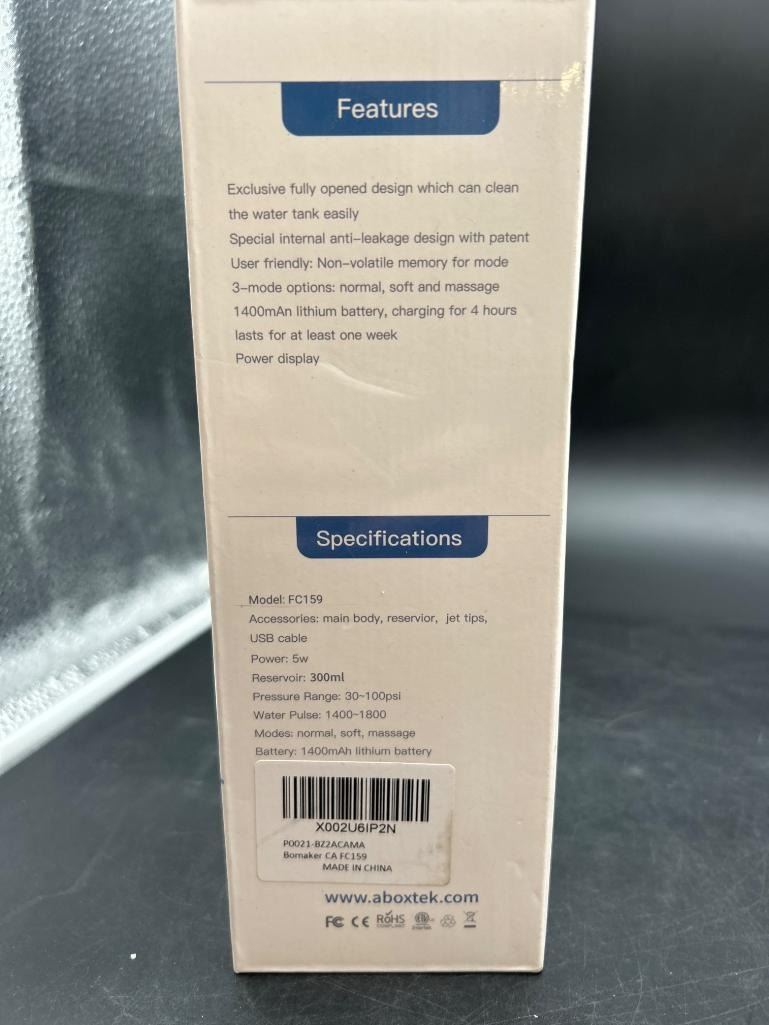 Features
Exclusive fully opened design which can clean
the water tank easily
Special internal anti-leakage design with patent
User friendly: Non-volatile memory for mode
3-mode options: normal, soft and massage
1400mAn lithium battery, charging for 4 hours
lasts for at least one week
Power display
Specifications
Model: FC159
Accessories: main body, reservior, jet tips,
USB cable
Power: 5w
Reservoir: 300ml
Pressure Range: 30~100psi
Water Pulse: 1400~1800
Modes: normal, soft, massage
Battery: 1400mAh lithium battery
X002U6IP2N
P0021-BZ2ACAMA
Bomaker CA FC159
MADE IN CHINA
www.aboxtek.com
FC CE RoHS
COMPLIANT